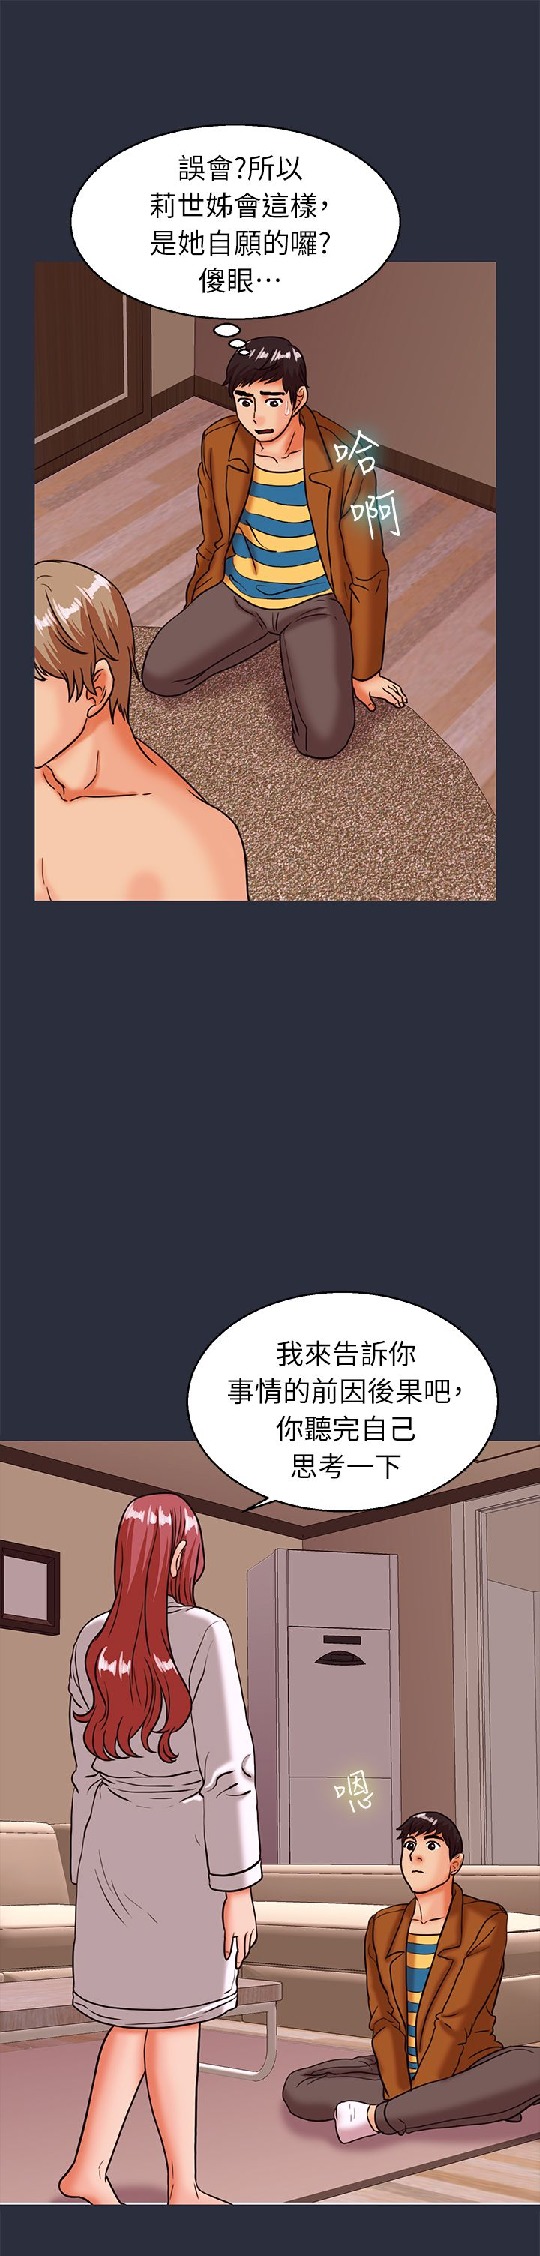 誤會?所以
莉世姊會這樣,
是她自願的囉?
傻眼⋯
哈
啊
我來告訴你
事情的前因後果吧,
你聽完自己
思考一下
嗯